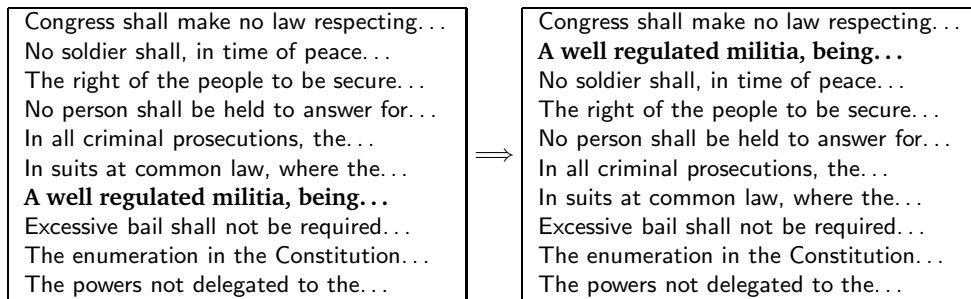 Congress shall make no law respecting...
No soldier shall, in time of peace...
The right of the people to be secure...
No person shall be held to answer for...
In all criminal prosecutions, the...
In suits at common law, where the...
A well regulated militia, being...
Excessive bail shall not be required...
The enumeration in the Constitution...
The powers not delegated to the...
⟹
Congress shall make no law respecting...
A well regulated militia, being...
No soldier shall, in time of peace...
The right of the people to be secure...
No person shall be held to answer for...
In all criminal prosecutions, the...
In suits at common law, where the...
Excessive bail shall not be required...
The enumeration in the Constitution...
The powers not delegated to the...